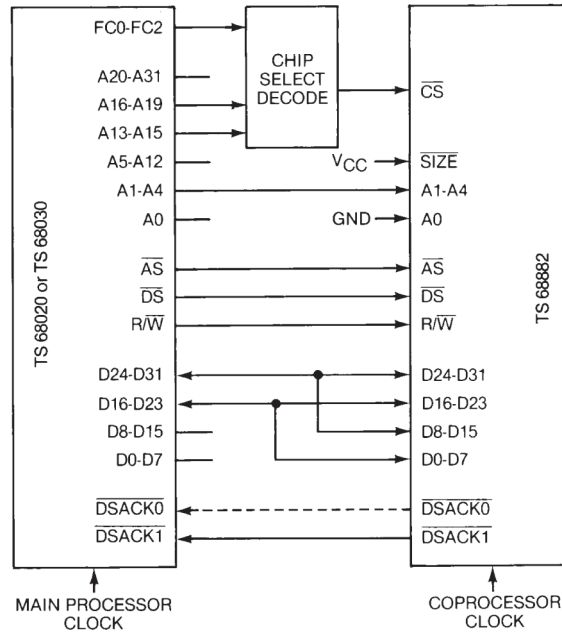 FC0-FC2
A20-A31
A16-A19
A13-A15
A5-A12
A1-A4
A0
AS
DS
R/W
D24-D31
D16-D23
D8-D15
D0-D7
DSACK0
DSACK1
TS 68020 or TS 68030
MAIN PROCESSOR
CLOCK
CHIP
SELECT
DECODE
VCC
GND
CS
SIZE
A1-A4
A0
AS
DS
R/W
D24-D31
D16-D23
D8-D15
D0-D7
DSACK0
DSACK1
TS 68882
COPROCESSOR
CLOCK